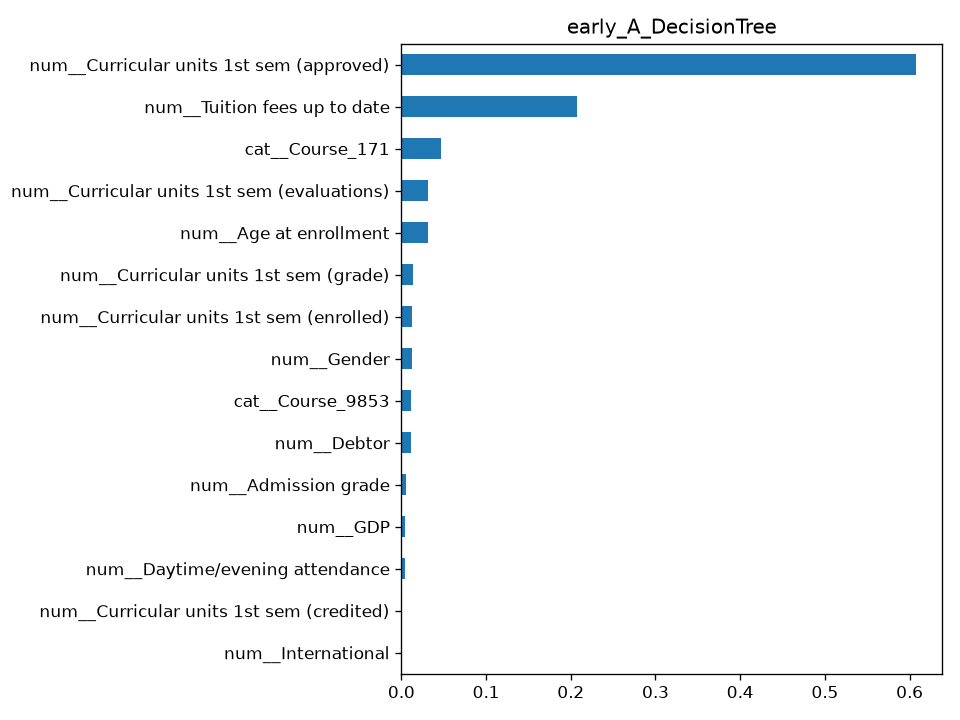 early_A_DecisionTree
num__Curricular units 1st sem (approved)
num__Tuition fees up to date
cat__Course_171
num__Curricular units 1st sem (evaluations)
num__Age at enrollment
num__Curricular units 1st sem (grade)
num__Curricular units 1st sem (enrolled)
num__Gender
cat__Course_9853
num__Debtor
num__Admission grade
num__GDP
num__Daytime/evening attendance
num__Curricular units 1st sem (credited)
num__International
0.0 0.1 0.2 0.3 0.4 0.5 0.6